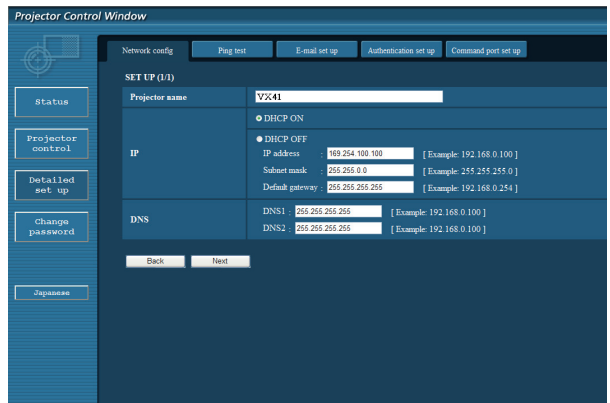 Projector Control Window
Network config
Ping test
E-mail set up
Authentication set up
Command port set up
SET UP (1/1)
Status
Projector name
VX41
DHCP ON
Projector
control
IP
DHCP OFF
IP address : 169.254.100.100 [ Example: 192.168.0.100 ]
Subnet mask : 255.255.0.0 [ Example: 255.255.255.0 ]
Default gateway : 255.255.255.255 [ Example: 192.168.0.254 ]
Detailed
set up
DNS
DNS1 : 255.255.255.255 [ Example: 192.168.0.100 ]
DNS2 : 255.255.255.255 [ Example: 192.168.0.100 ]
Change
password
Back
Next
Japanese